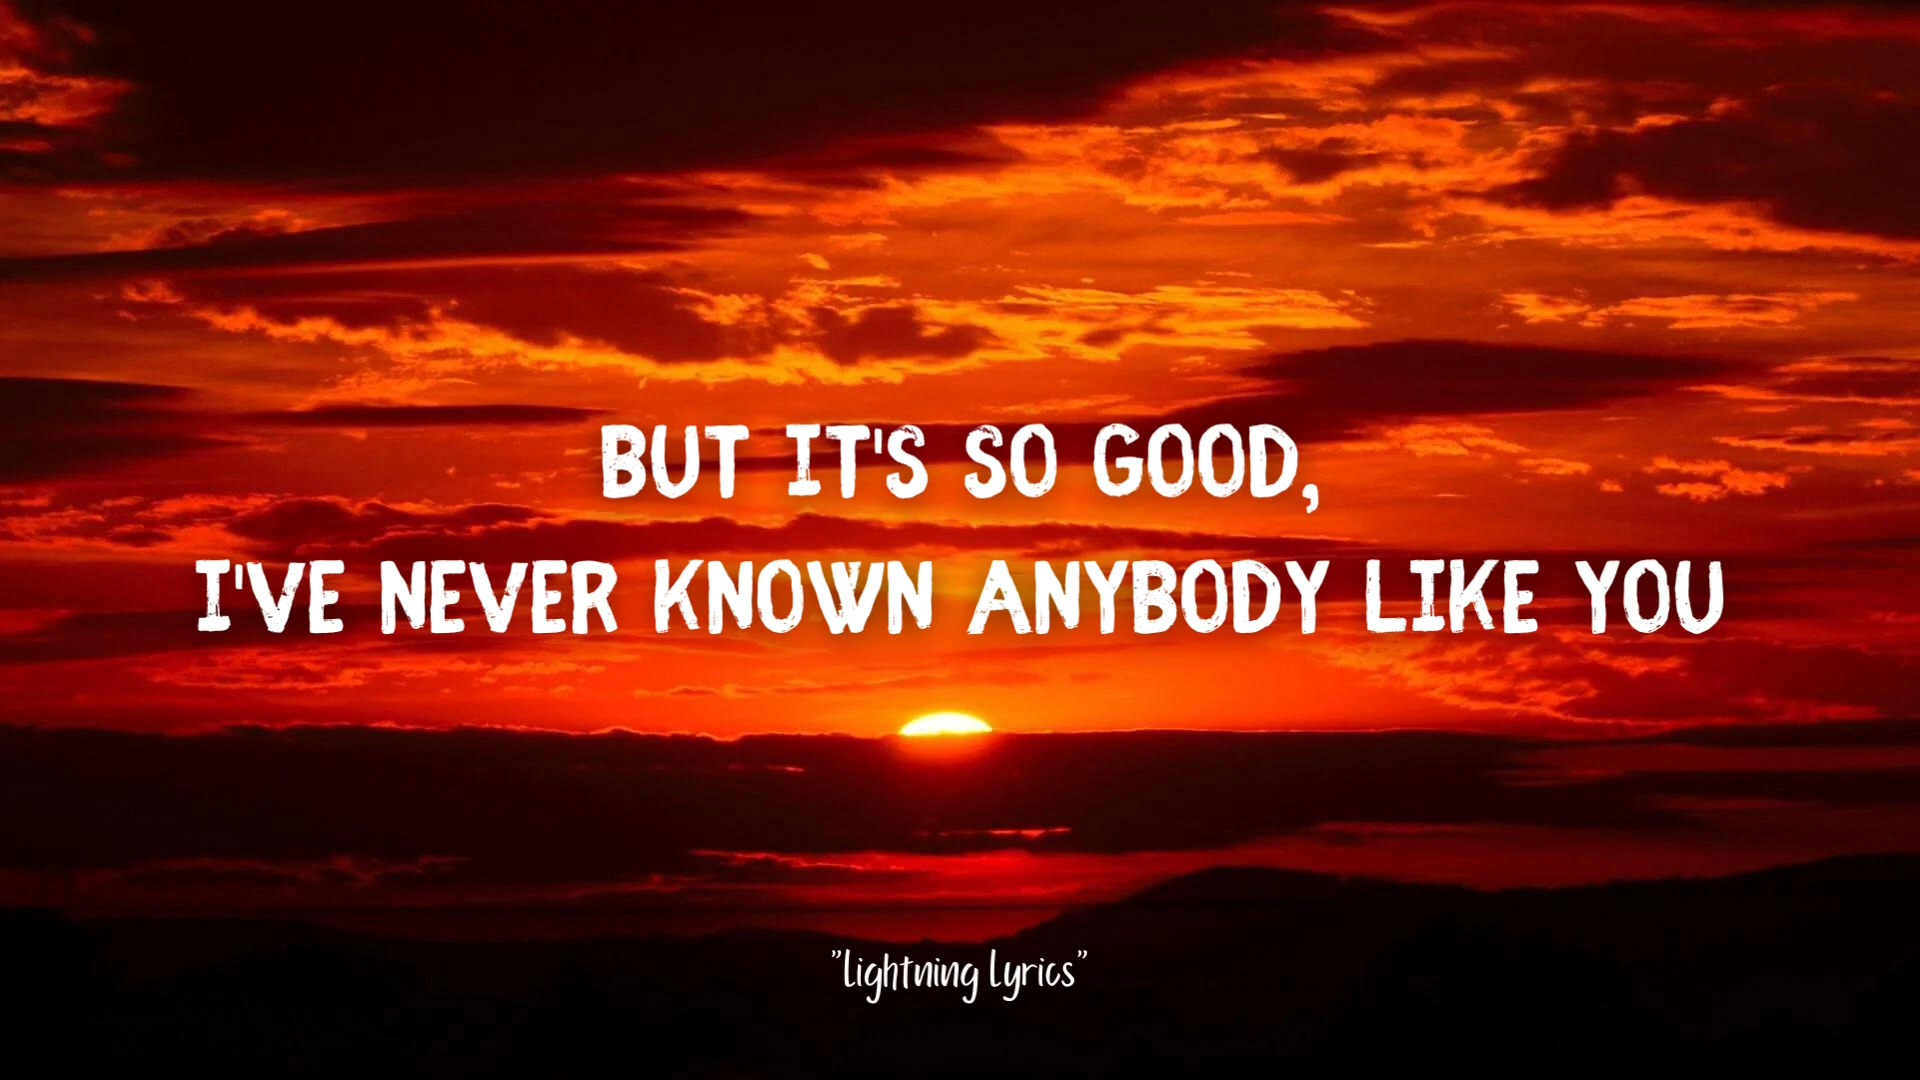 BUT IT'S SO GOOD,
I'VE NEVER KNOWN ANYBODY LIKE YOU
"Lightning Lyrics"